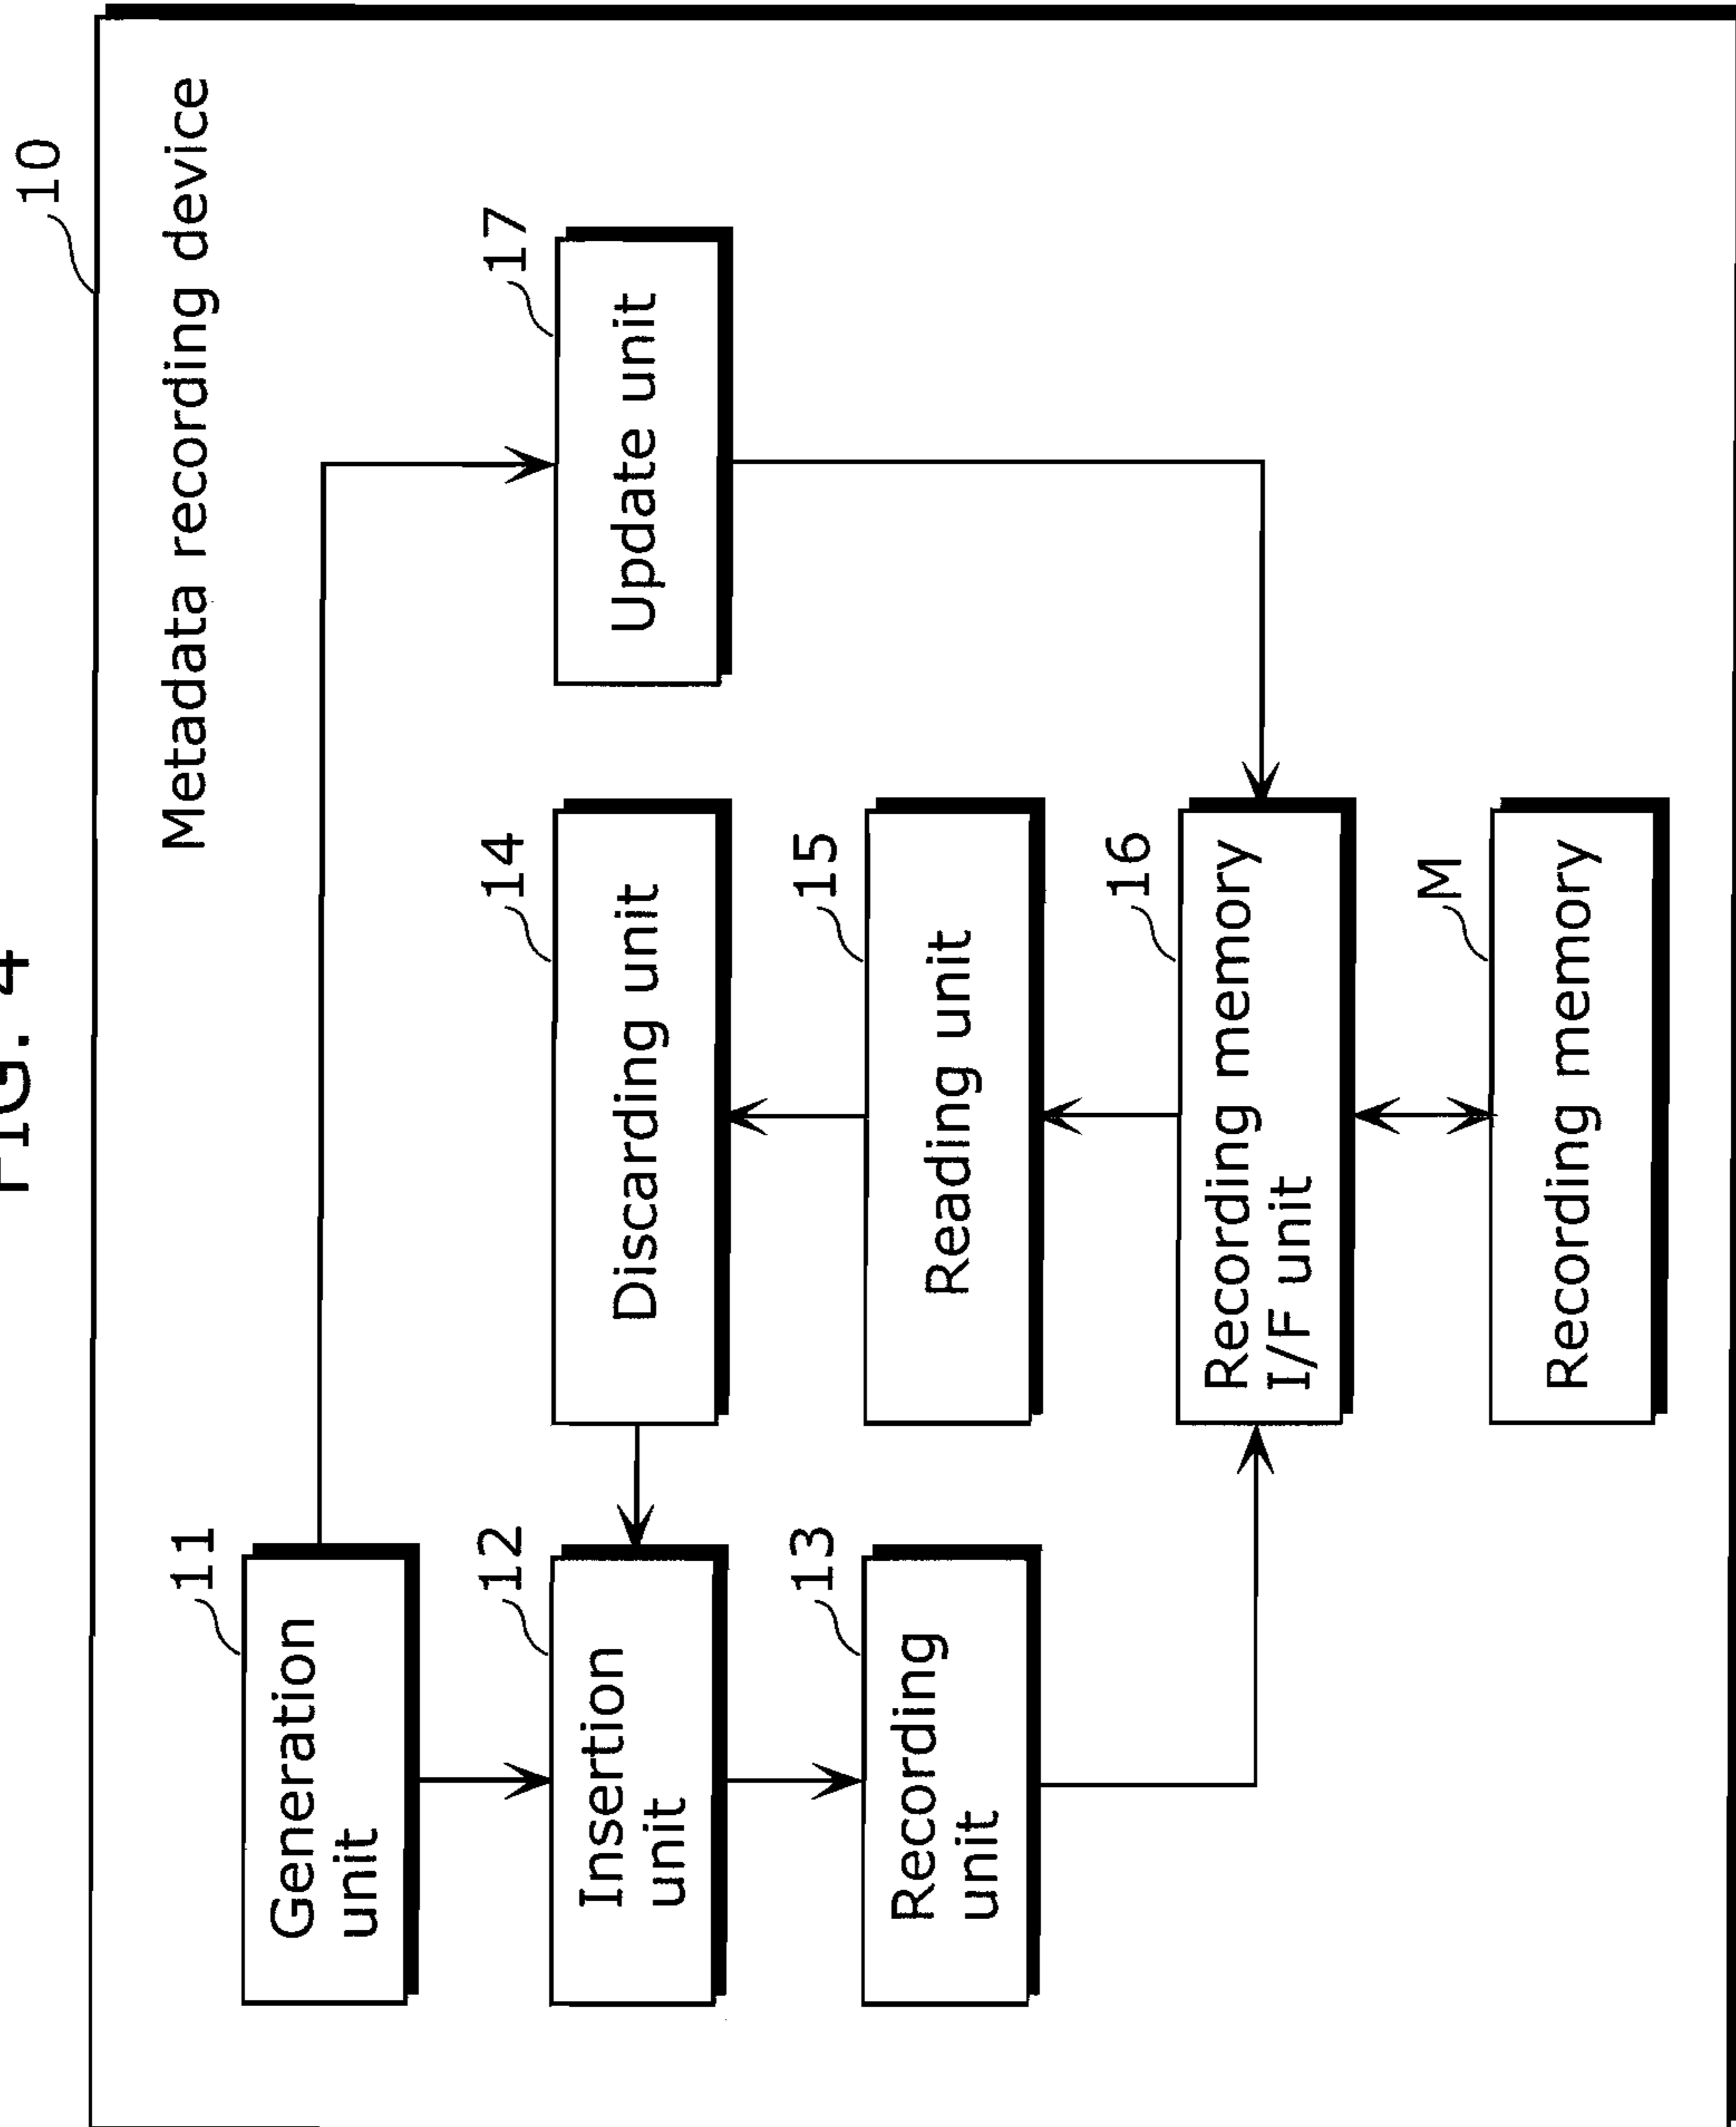 FIG. 4
10
Metadata recording device
11
Generation
unit
12
Insertion
unit
13
Recording
unit
14
Discarding unit
15
Reading unit
16
Recording memory
I/F unit
M
Recording memory
17
Update unit